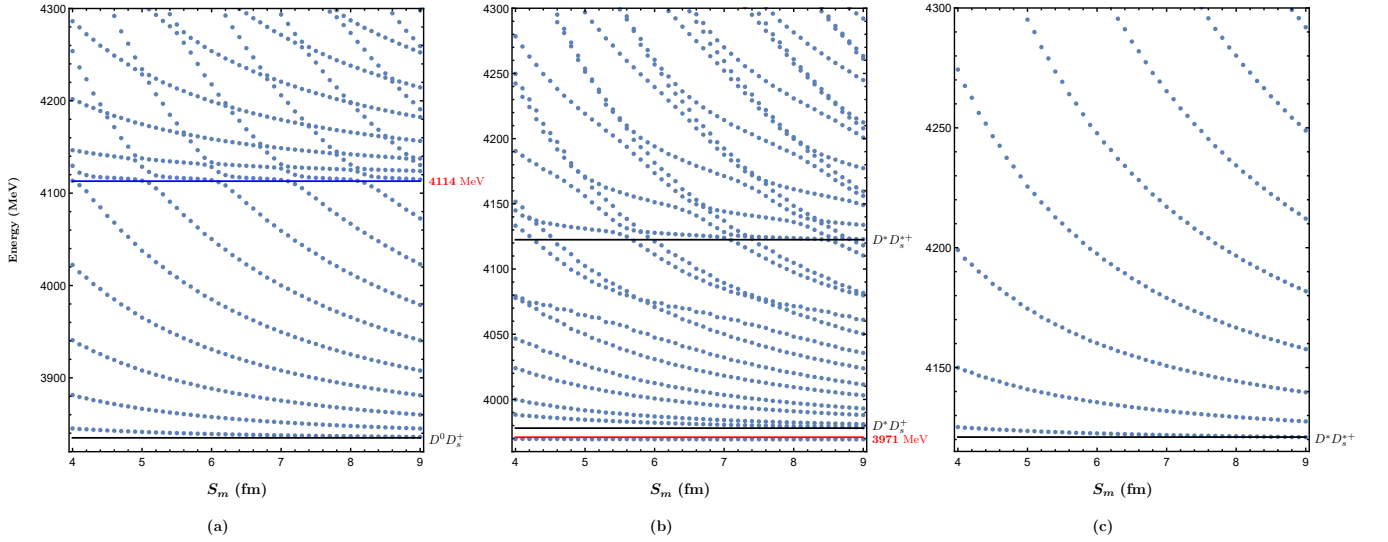 4300
4200
4100
4000
3900
Energy (MeV)
4114 MeV
D⁰D_s^+
4 5 6 7 8 9
S_m (fm)
(a)
4300
4250
4200
4150
4100
4050
4000
D*D_s^{*+}
D*D_s^+
3971 MeV
4 5 6 7 8 9
S_m (fm)
(b)
4300
4250
4200
4150
D*D_s^{*+}
4 5 6 7 8 9
S_m (fm)
(c)